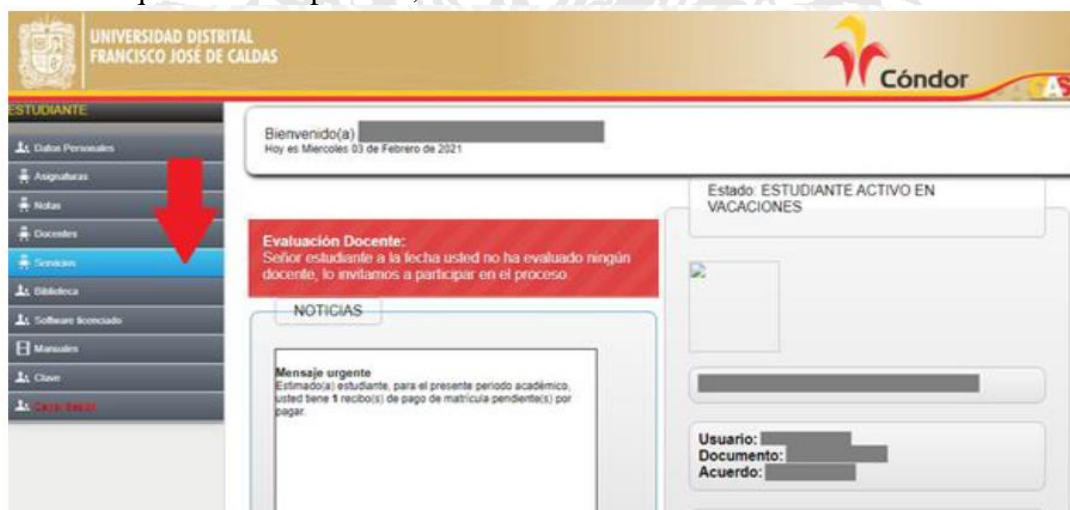 UNIVERSIDAD DISTRITAL
FRANCISCO JOSÉ DE CALDAS
Cóndor
ESTUDIANTE
Datos Personales
Asignaturas
Notas
Docentes
Servicios
Biblioteca
Software licenciado
Manuales
Clave
Bienvenido(a)
Hoy es Miercoles 03 de Febrero de 2021
Evaluación Docente:
Señor estudiante a la fecha usted no ha evaluado ningún
docente, lo invitamos a participar en el proceso
NOTICIAS
Mensaje urgente
Estimado(a) estudiante, para el presente periodo académico,
usted tiene 1 recibo(s) de pago de matrícula pendiente(s) por
pagar.
Estado: ESTUDIANTE ACTIVO EN
VACACIONES
Usuario:
Documento:
Acuerdo: